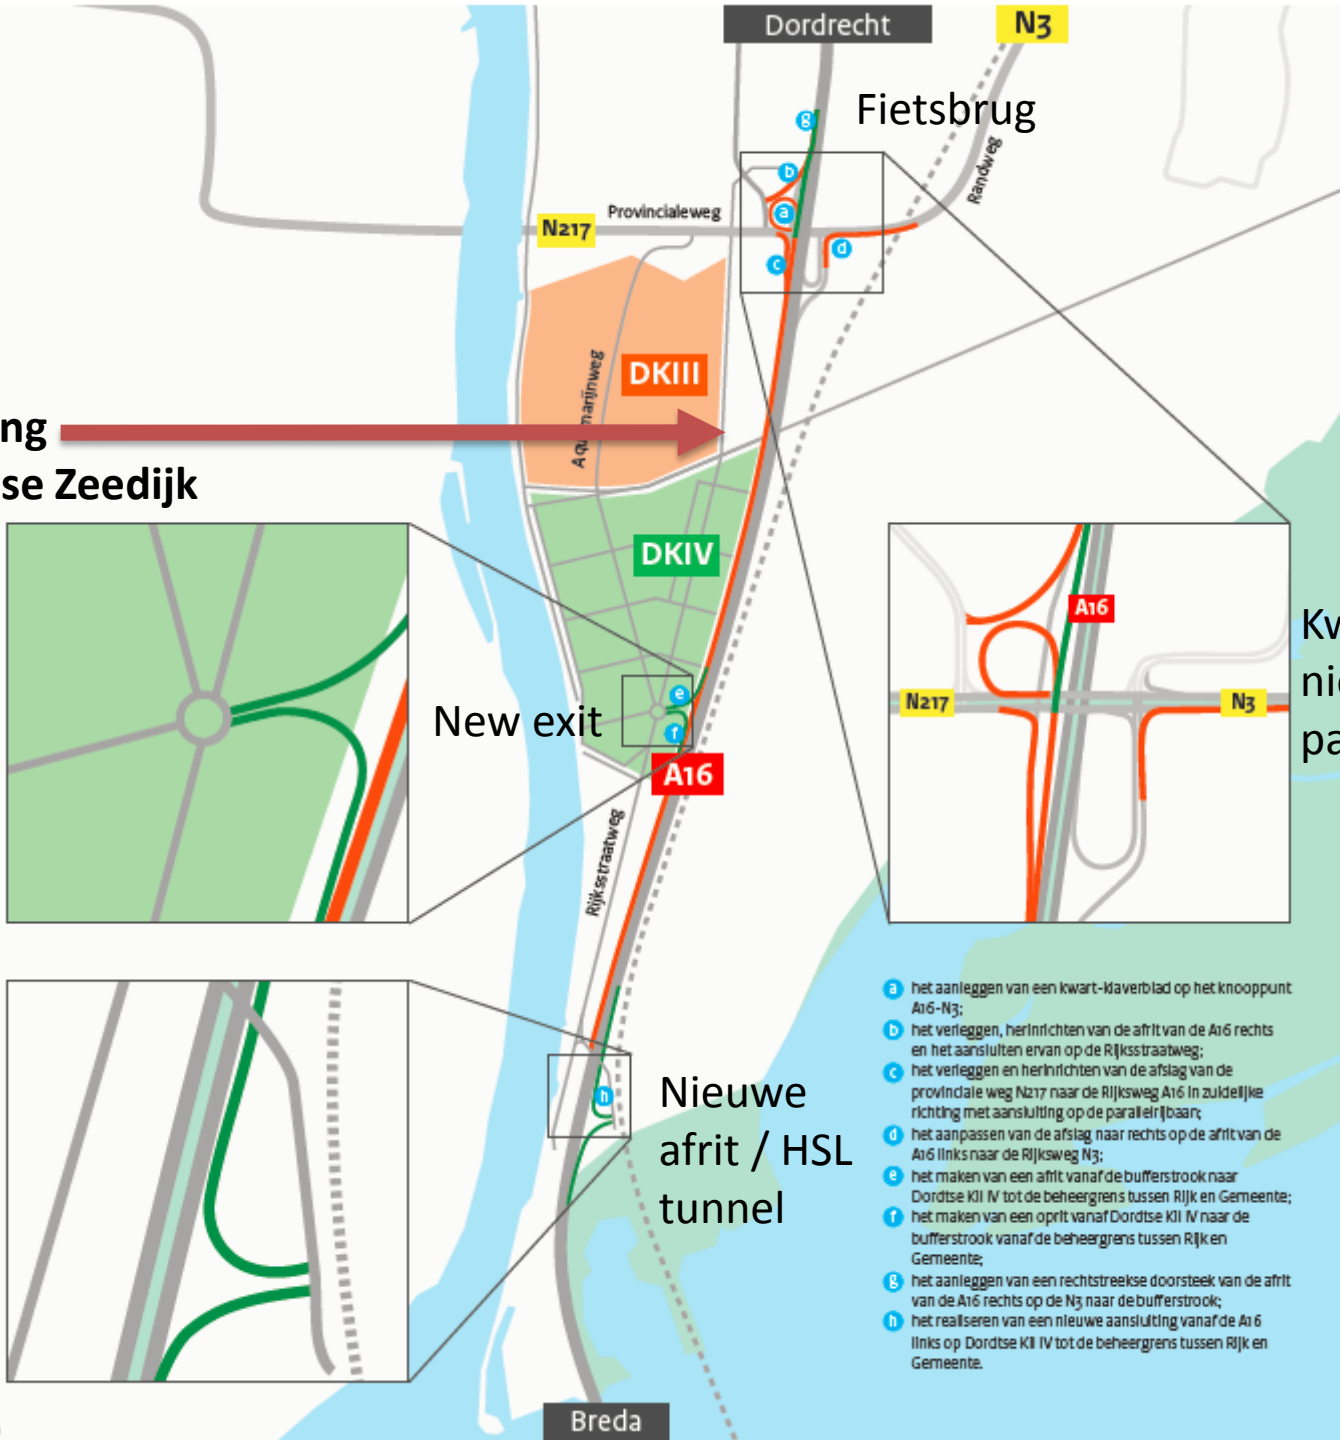 Dordrecht
N3
Fietsbrug
g
b
Randweg
Provincialeweg
a
N217
d
c
DKIII
Aquamarijnweg
ng
se Zeedijk
DKIV
A16
Kw
N217
N3
nie
pa
e
New exit
f
A16
Rijksstraatweg
a het aanleggen van een kwart-klaverblad op het knooppunt
A16-N3;
b het verleggen, herinrichten van de afrit van de A16 rechts
en het aansluiten ervan op de Rijksstraatweg;
c het verleggen en herinrichten van de afslag van de
provinciale weg N217 naar de Rijksweg A16 in zuidelijke
richting met aansluiting op de parallelrijbaan;
d het aanpassen van de afslag naar rechts op de afrit van de
A16 links naar de Rijksweg N3;
e het maken van een afrit vanaf de bufferstrook naar
Dordtse Kil IV tot de beheergrens tussen Rijk en Gemeente;
f het maken van een oprit vanaf Dordtse Kil IV naar de
bufferstrook vanaf de beheergrens tussen Rijk en
Gemeente;
g het aanleggen van een rechtstreekse doorsteek van de afrit
van de A16 rechts op de N3 naar de bufferstrook;
h het realiseren van een nieuwe aansluiting vanaf de A16
links op Dordtse Kil IV tot de beheergrens tussen Rijk en
Gemeente.
h
Nieuwe
afrit / HSL
tunnel
Breda